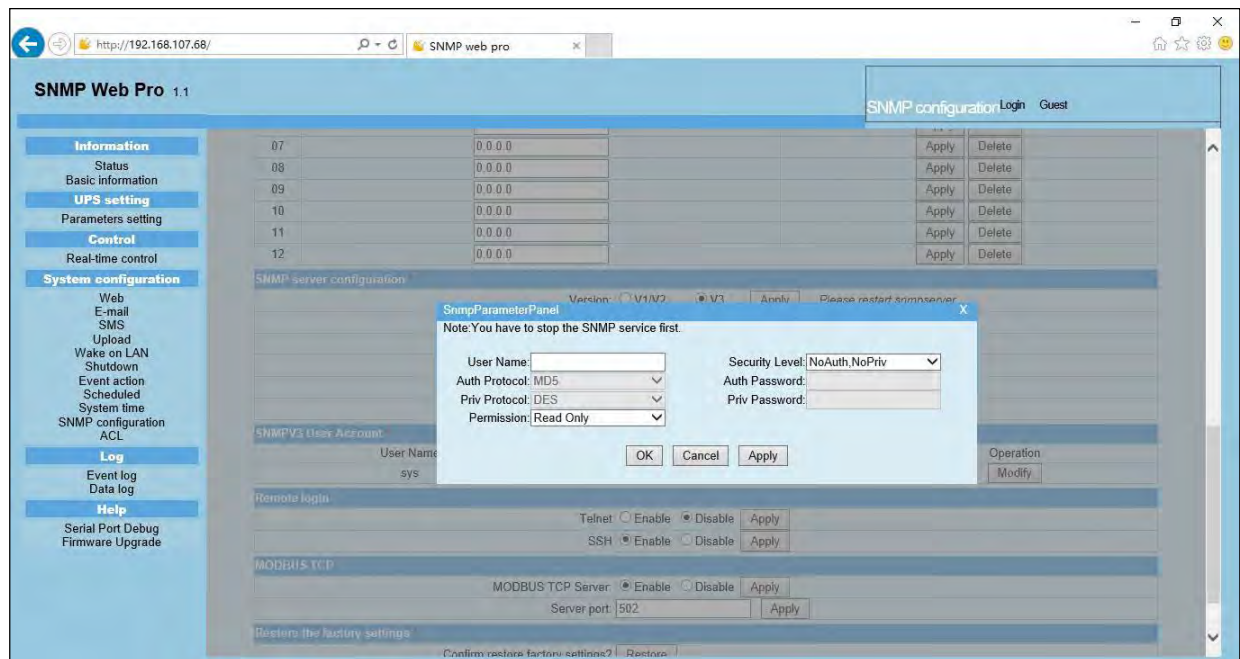 http://192.168.107.68/
SNMP web pro
SNMP Web Pro 1.1
SNMP configuration Login Guest
Information
Status
Basic information
UPS setting
Parameters setting
Control
Real-time control
System configuration
Web
E-mail
SMS
Upload
Wake on LAN
Shutdown
Event action
Scheduled
System time
SNMP configuration
ACL
Log
Event log
Data log
Help
Serial Port Debug
Firmware Upgrade
07 0.0.0.0 Apply Delete
08 0.0.0.0 Apply Delete
09 0.0.0.0 Apply Delete
10 0.0.0.0 Apply Delete
11 0.0.0.0 Apply Delete
12 0.0.0.0 Apply Delete
SNMP server configuration
Version: V1/V2 V3 Apply Please restart snmpserver
SnmpParameterPanel X
Note:You have to stop the SNMP service first.
User Name: Security Level: NoAuth,NoPriv
Auth Protocol: MD5 Auth Password:
Priv Protocol: DES Priv Password:
Permission: Read Only
OK Cancel Apply
SNMPV3 User Account
User Name Operation
sys Modify
Remote login
Telnet Enable Disable Apply
SSH Enable Disable Apply
MODBUS TCP
MODBUS TCP Server: Enable Disable Apply
Server port: 502 Apply
Restore the factory settings
Confirm restore factory settings? Restore